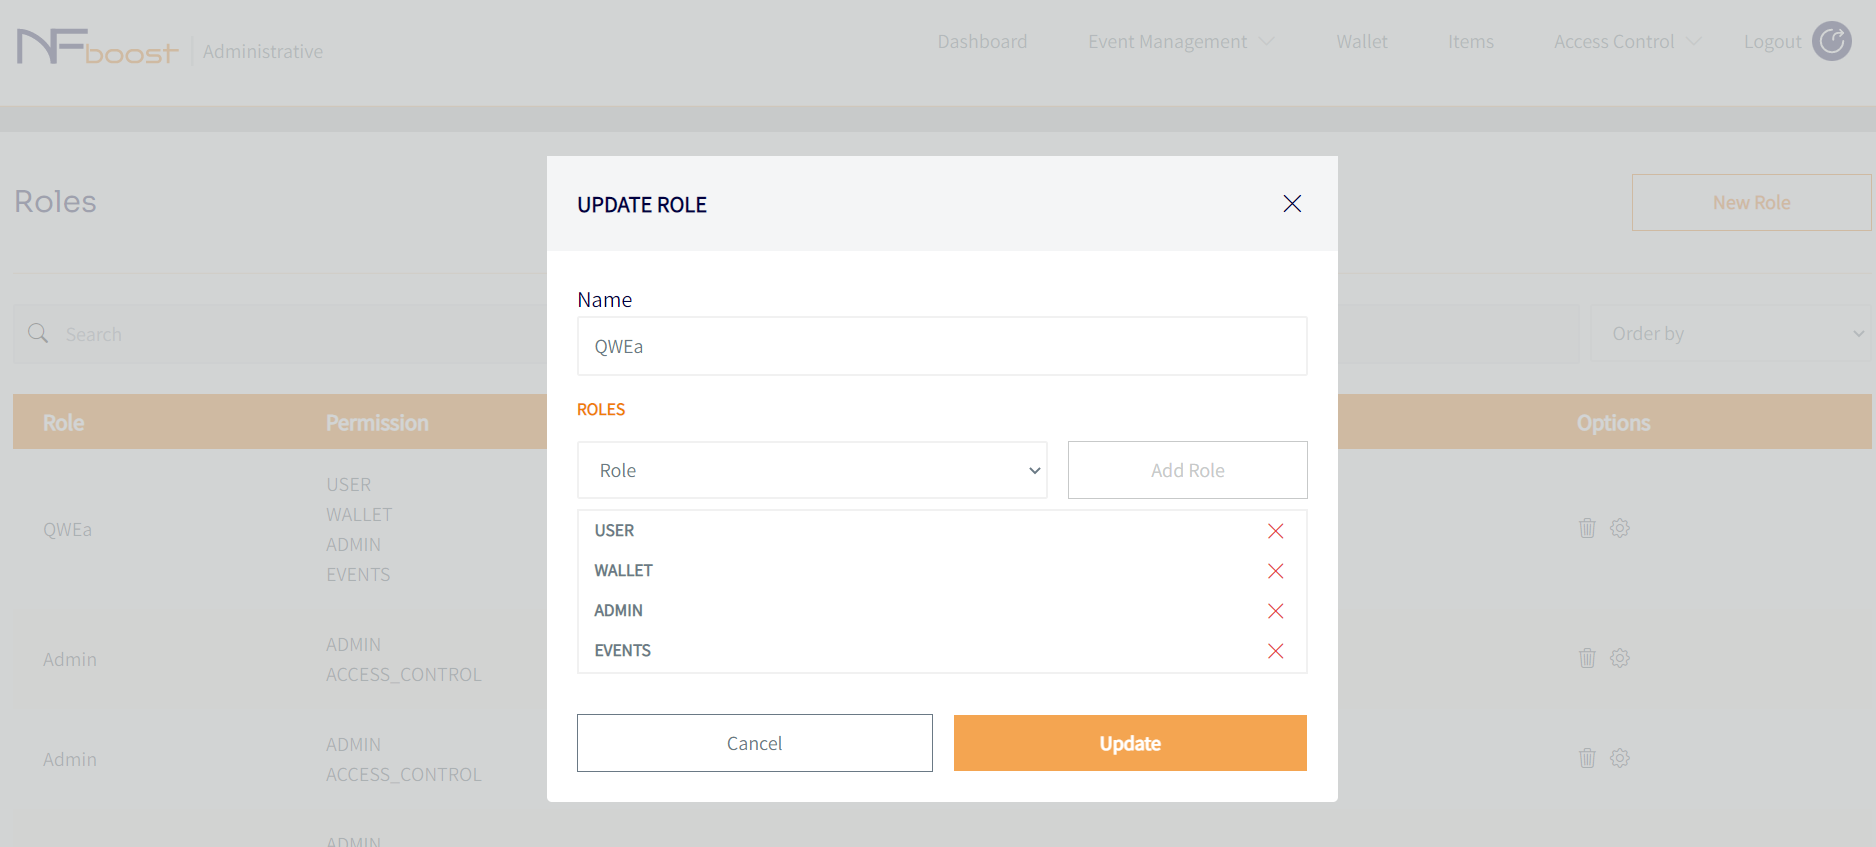 NFboost Administrative
Dashboard Event Management Wallet Items Access Control Logout
Roles
New Role
Search
Order by
Role Permission Options
QWEa
USER
WALLET
ADMIN
EVENTS
Admin
ADMIN
ACCESS_CONTROL
Admin
ADMIN
ACCESS_CONTROL
ADMIN
UPDATE ROLE
Name
QWEa
ROLES
Role
Add Role
USER
WALLET
ADMIN
EVENTS
Cancel
Update